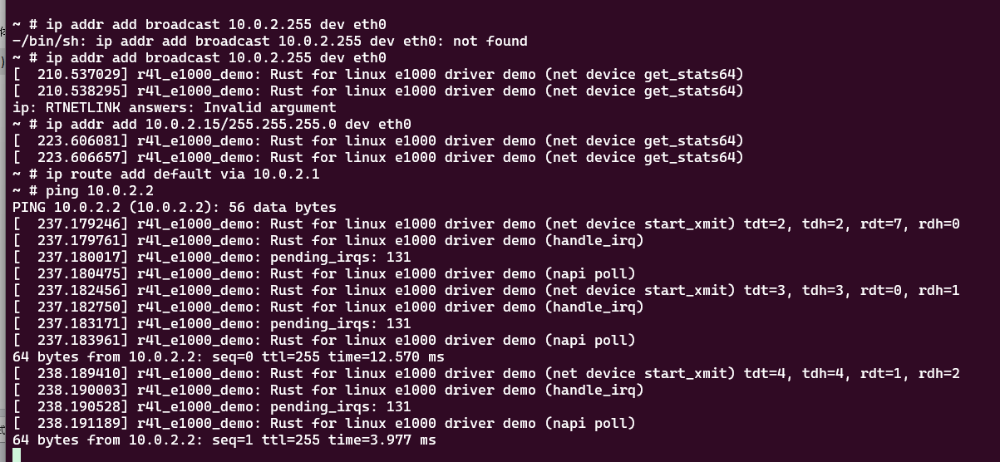 ~ # ip addr add broadcast 10.0.2.255 dev eth0
-/bin/sh: ip addr add broadcast 10.0.2.255 dev eth0: not found
~ # ip addr add broadcast 10.0.2.255 dev eth0
[  210.537029] r4l_e1000_demo: Rust for linux e1000 driver demo (net device get_stats64)
[  210.538295] r4l_e1000_demo: Rust for linux e1000 driver demo (net device get_stats64)
ip: RTNETLINK answers: Invalid argument
~ # ip addr add 10.0.2.15/255.255.255.0 dev eth0
[  223.606081] r4l_e1000_demo: Rust for linux e1000 driver demo (net device get_stats64)
[  223.606657] r4l_e1000_demo: Rust for linux e1000 driver demo (net device get_stats64)
~ # ip route add default via 10.0.2.1
~ # ping 10.0.2.2
PING 10.0.2.2 (10.0.2.2): 56 data bytes
[  237.179246] r4l_e1000_demo: Rust for linux e1000 driver demo (net device start_xmit) tdt=2, tdh=2, rdt=7, rdh=0
[  237.179761] r4l_e1000_demo: Rust for linux e1000 driver demo (handle_irq)
[  237.180017] r4l_e1000_demo: pending_irqs: 131
[  237.180475] r4l_e1000_demo: Rust for linux e1000 driver demo (napi poll)
[  237.182456] r4l_e1000_demo: Rust for linux e1000 driver demo (net device start_xmit) tdt=3, tdh=3, rdt=0, rdh=1
[  237.182750] r4l_e1000_demo: Rust for linux e1000 driver demo (handle_irq)
[  237.183171] r4l_e1000_demo: pending_irqs: 131
[  237.183961] r4l_e1000_demo: Rust for linux e1000 driver demo (napi poll)
64 bytes from 10.0.2.2: seq=0 ttl=255 time=12.570 ms
[  238.189410] r4l_e1000_demo: Rust for linux e1000 driver demo (net device start_xmit) tdt=4, tdh=4, rdt=1, rdh=2
[  238.190003] r4l_e1000_demo: Rust for linux e1000 driver demo (handle_irq)
[  238.190528] r4l_e1000_demo: pending_irqs: 131
[  238.191189] r4l_e1000_demo: Rust for linux e1000 driver demo (napi poll)
64 bytes from 10.0.2.2: seq=1 ttl=255 time=3.977 ms